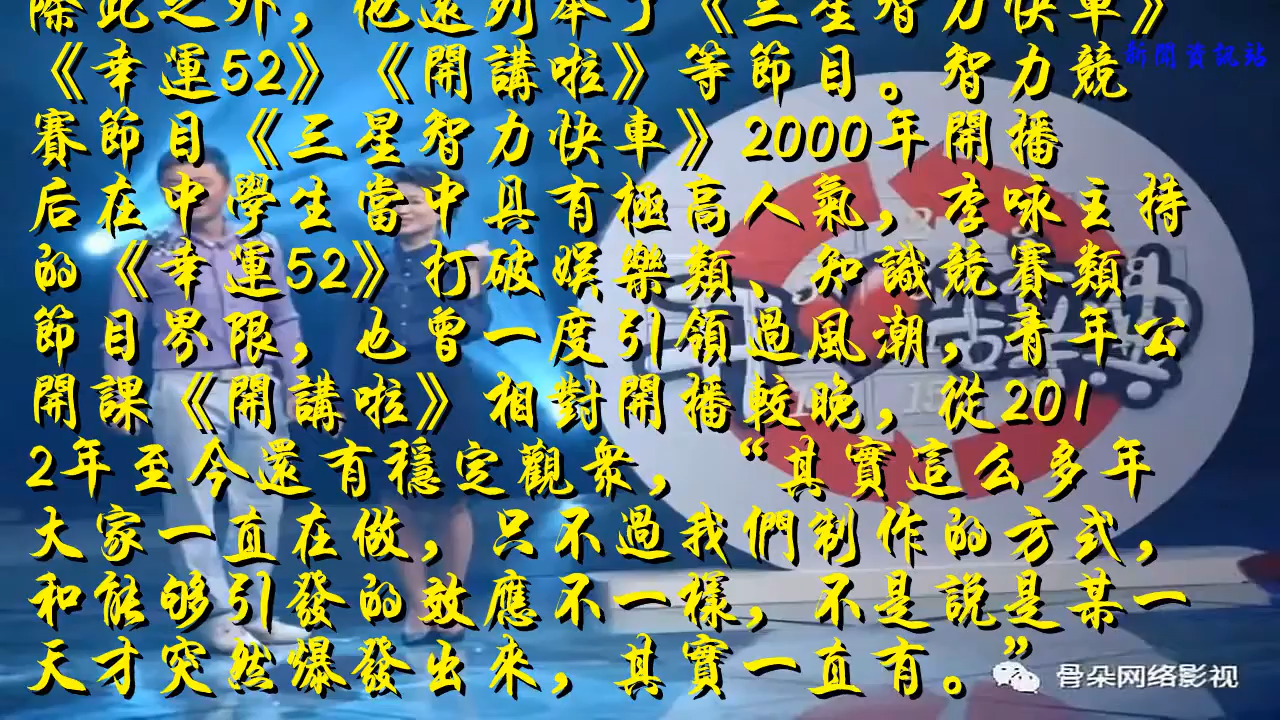 除此之外，他還列舉了《三星智力快車》
《幸運52》《開講啦》等節目。智力競
新聞資訊站
賽節目《三星智力快車》2000年開播
后在中學生當中具有極高人氣，李咏主持
的《幸運52》打破娱樂類、知識競賽類
節目界限，也曾一度引領過風潮，青年公
開課《開講啦》相對開播較晚，從201
2年至今還有穩定觀衆，“其實這么多年
大家一直在做，只不過我們制作的方式，
和能够引發的效應不一樣，不是説是某一
天才突然爆發出來，其實一直有。”
骨朵网络影视